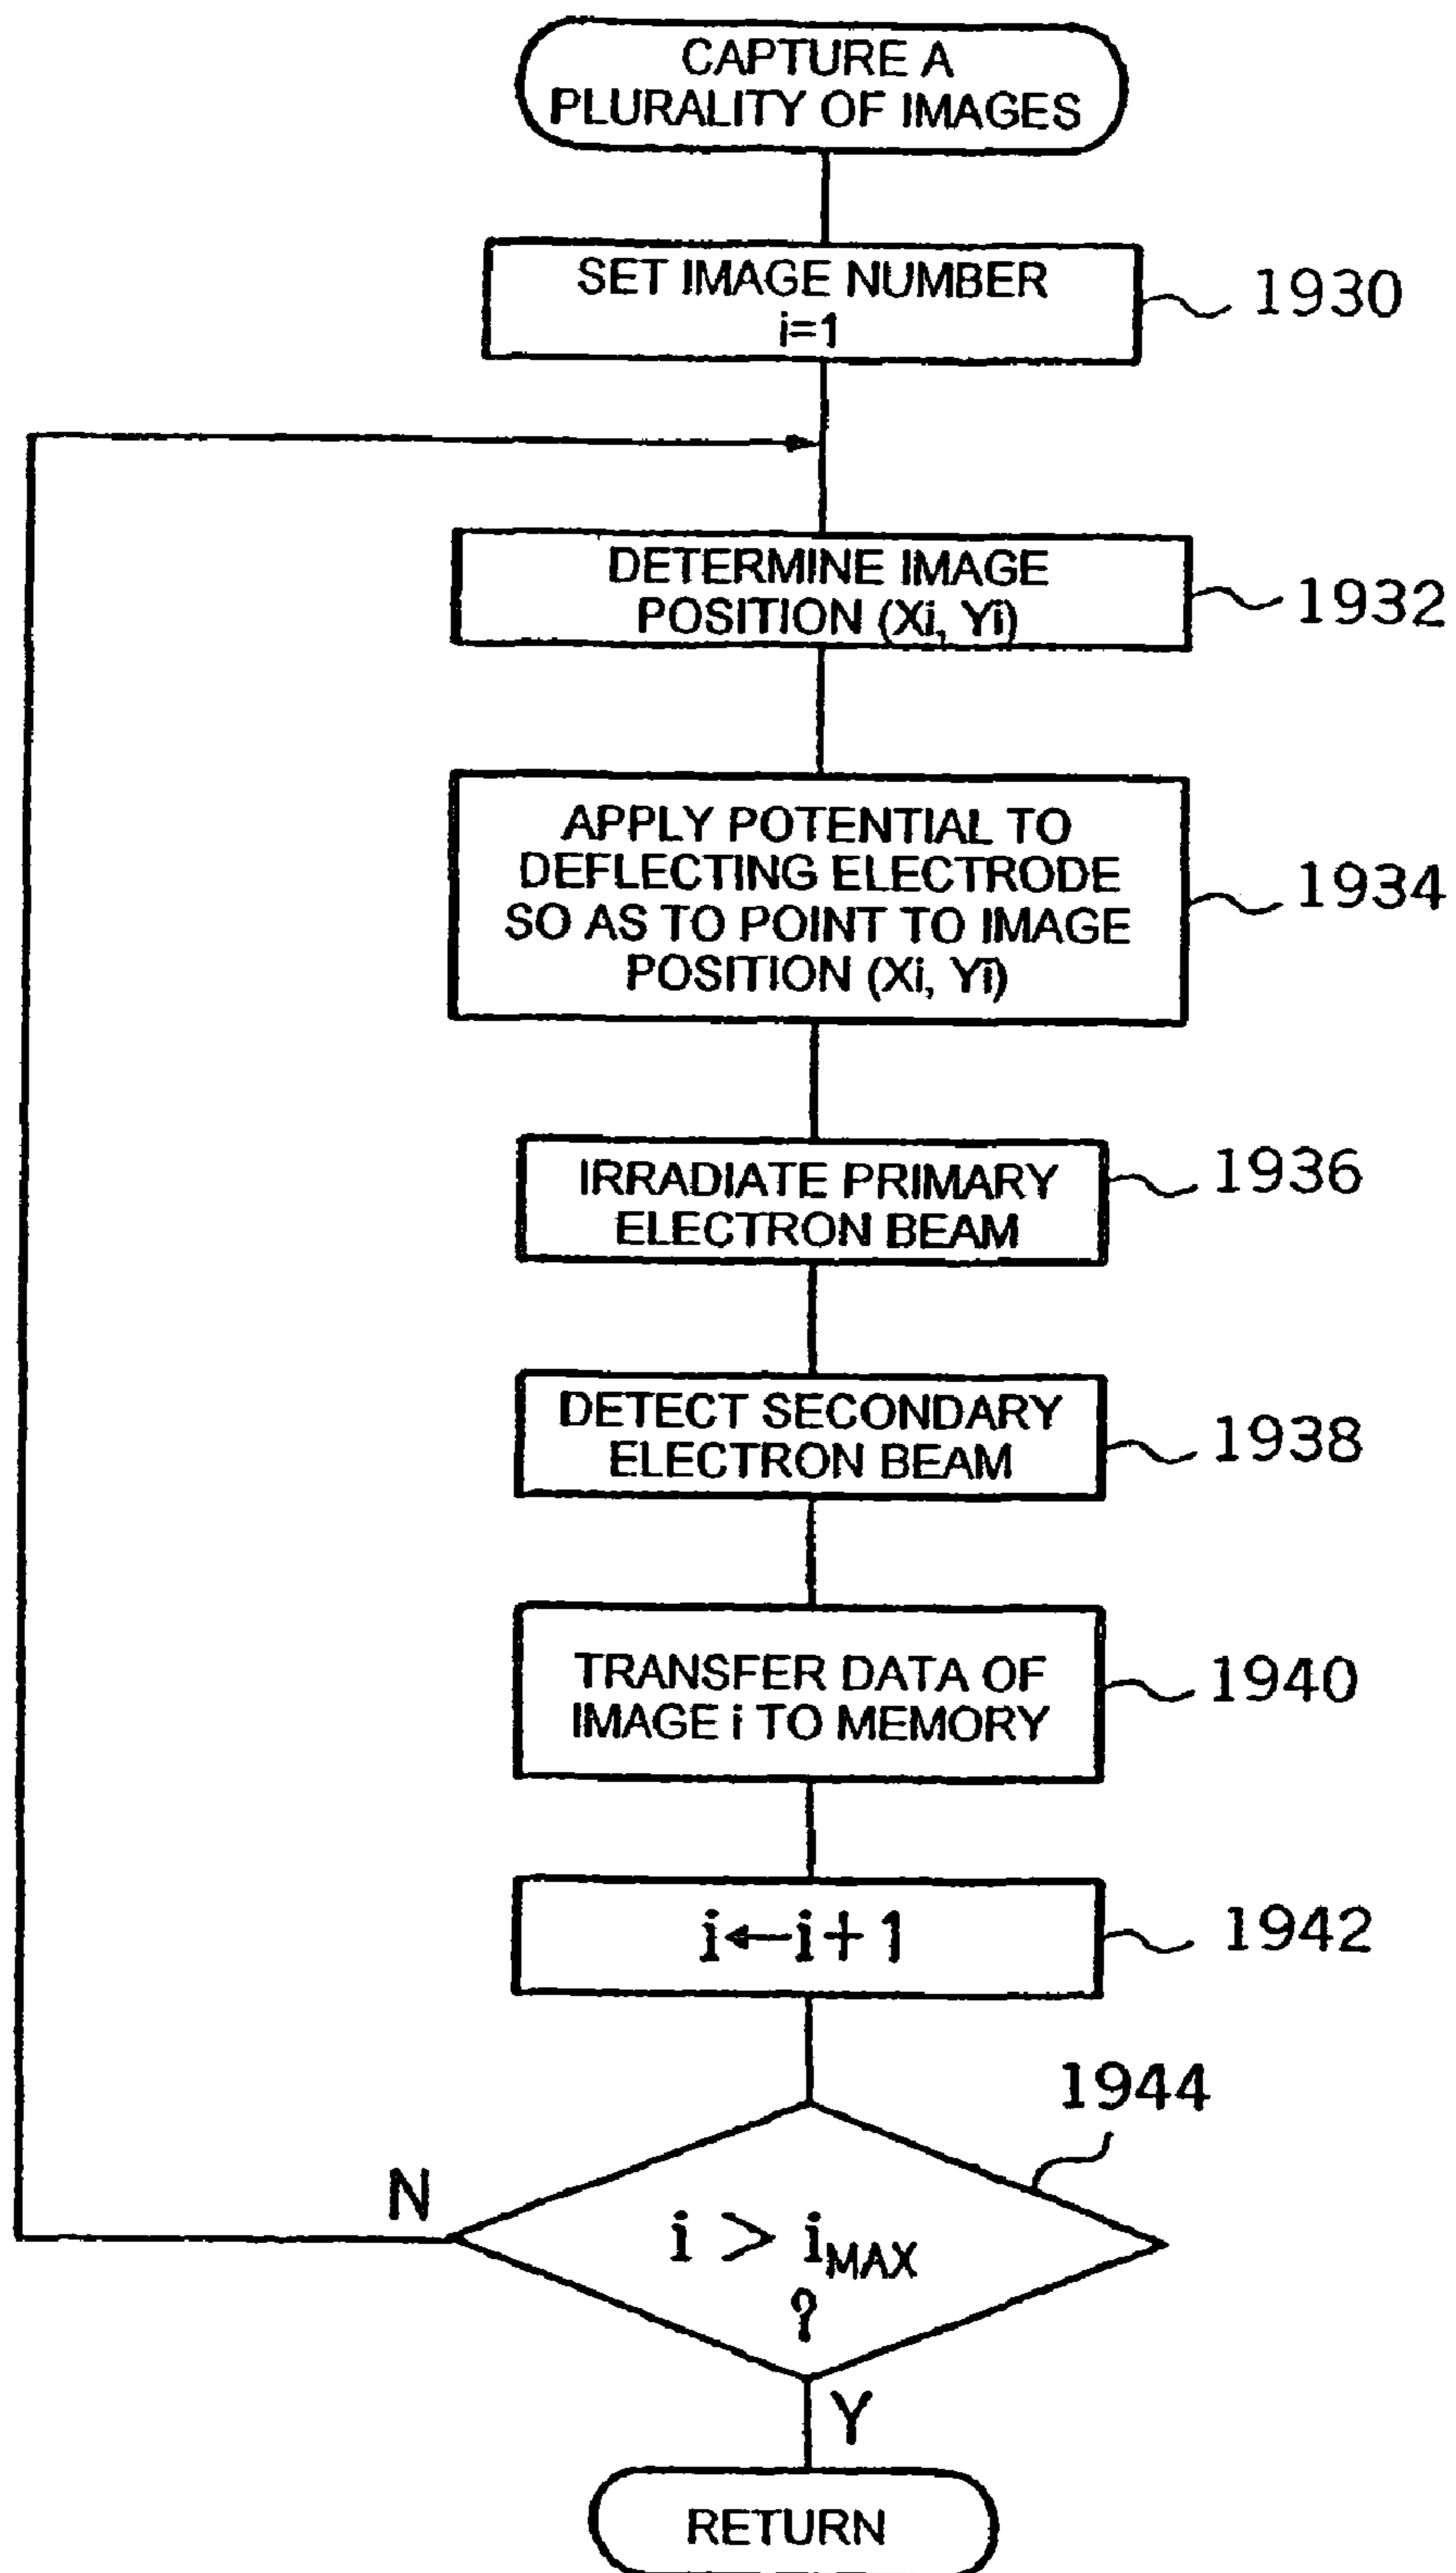 CAPTURE A
PLURALITY OF IMAGES
SET IMAGE NUMBER
i=1
1930
DETERMINE IMAGE
POSITION (Xi, Yi)
1932
APPLY POTENTIAL TO
DEFLECTING ELECTRODE
SO AS TO POINT TO IMAGE
POSITION (Xi, Yi)
1934
IRRADIATE PRIMARY
ELECTRON BEAM
1936
DETECT SECONDARY
ELECTRON BEAM
1938
TRANSFER DATA OF
IMAGE i TO MEMORY
1940
i←i+1
1942
1944
N
i > iMAX
?
Y
RETURN